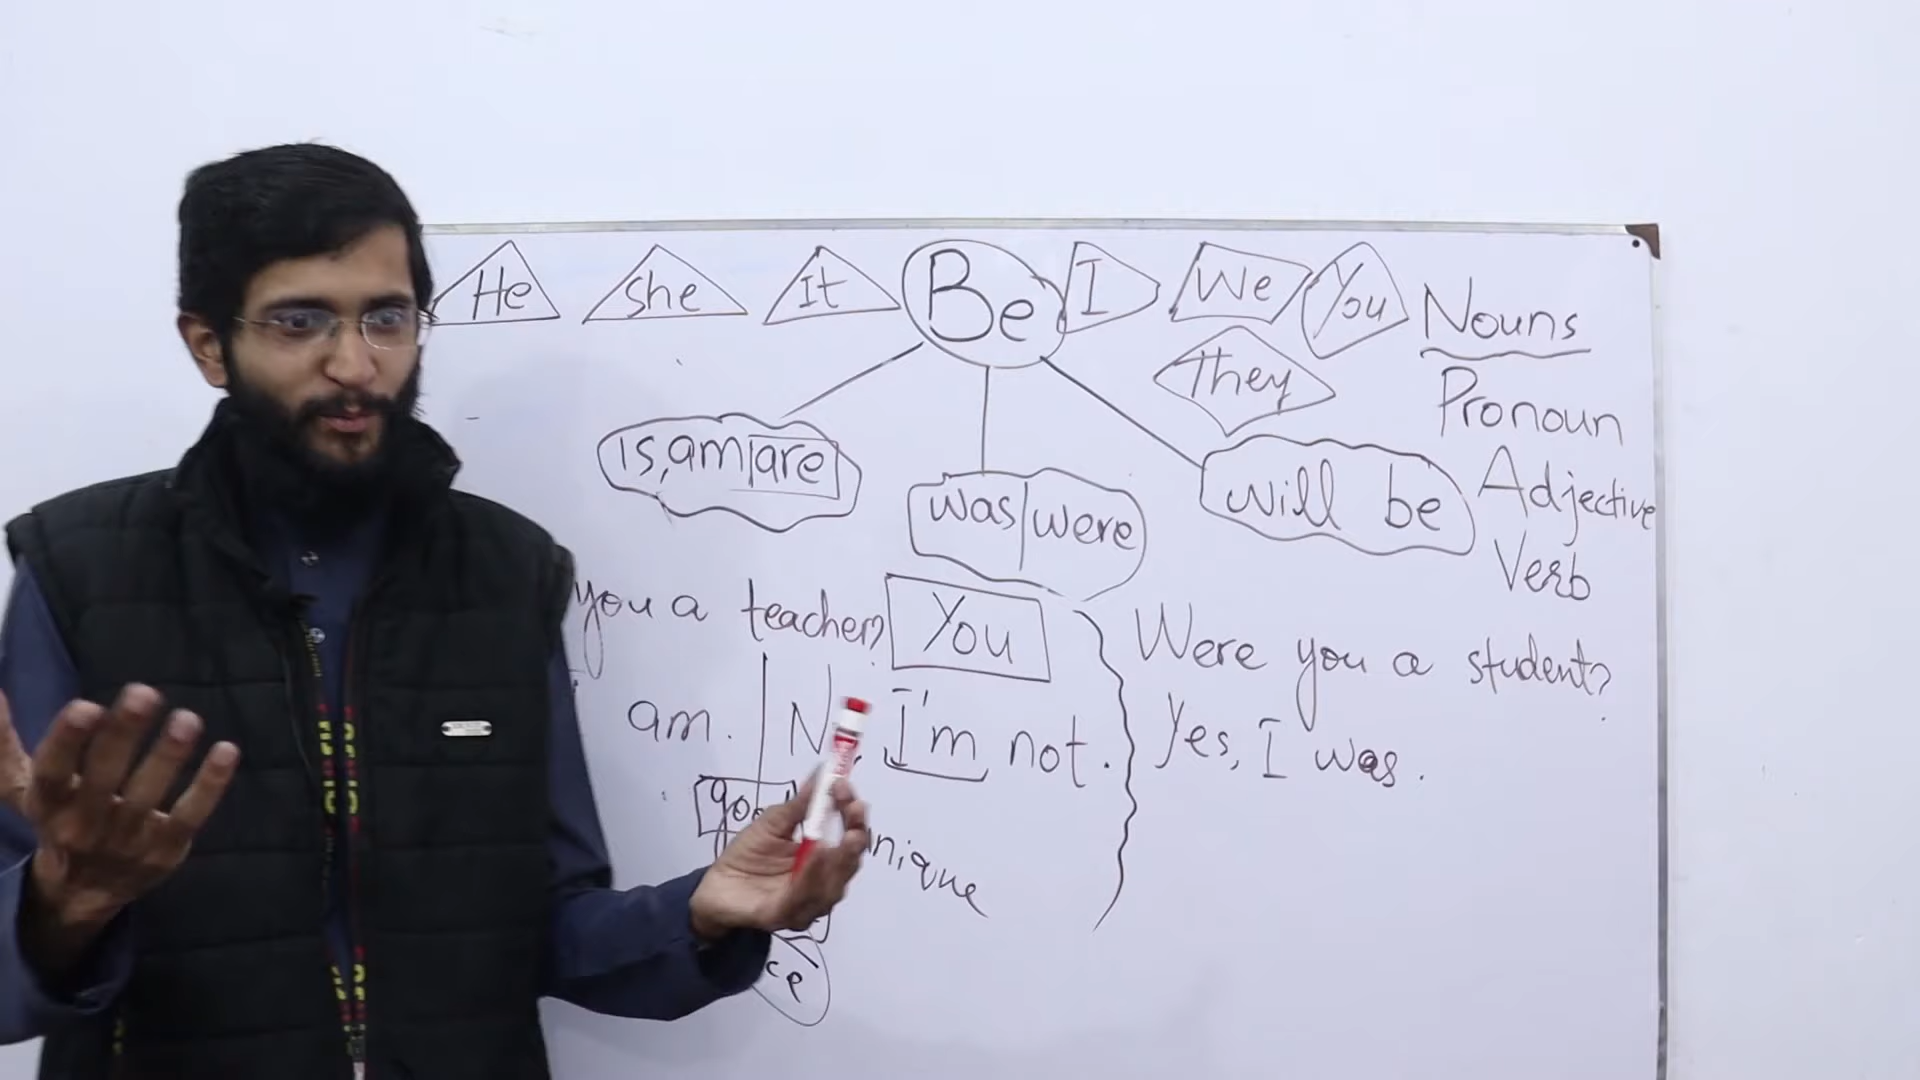 He She It Be I We You Nouns
They Pronoun
is, am|are was|were will be Adjective
Verb
you a teacher? You
am. I'm not.
unique
Were you a student?
Yes, I was.